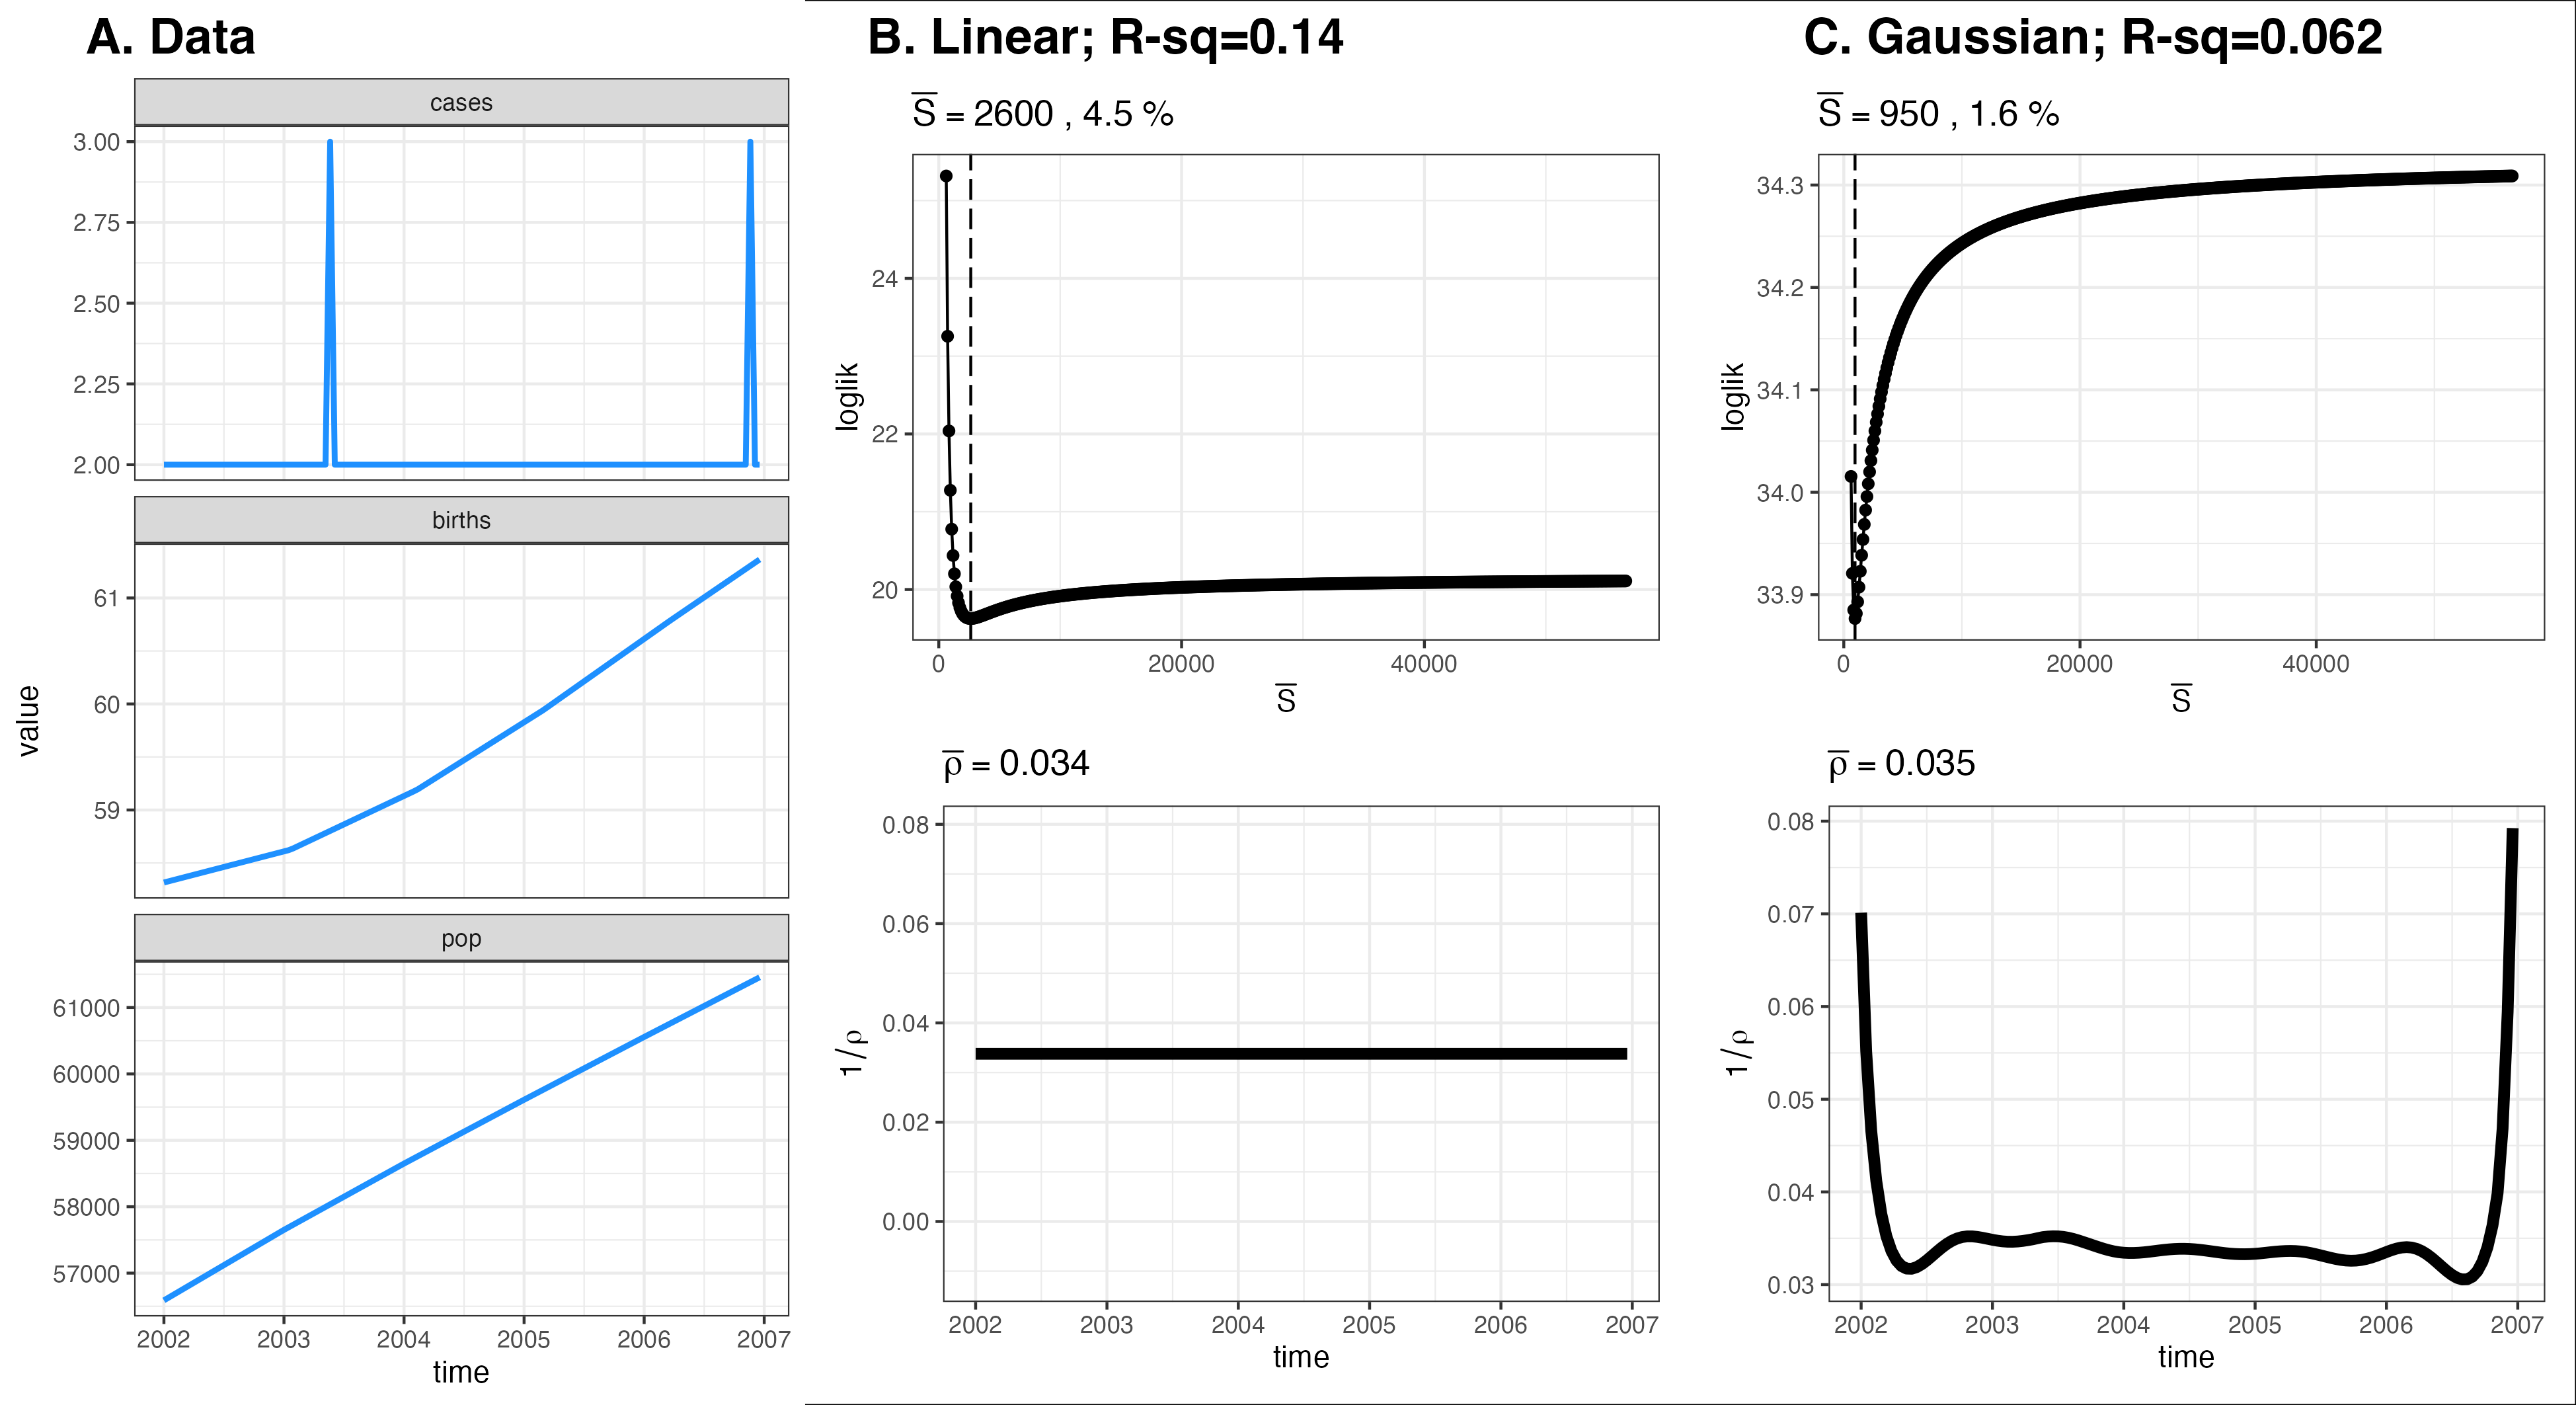 A. Data
cases
3.00
2.75
2.50
2.25
2.00
births
61
60
59
pop
61000
60000
59000
58000
57000
2002 2003 2004 2005 2006 2007
time
value
B. Linear; R-sq=0.14
S̅ = 2600 , 4.5 %
24
22
20
loglik
0 20000 40000
S̅
ρ̅ = 0.034
0.08
0.06
0.04
0.02
0.00
1/ρ
2002 2003 2004 2005 2006 2007
time
C. Gaussian; R-sq=0.062
S̅ = 950 , 1.6 %
34.3
34.2
34.1
34.0
33.9
loglik
0 20000 40000
S̅
ρ̅ = 0.035
0.08
0.07
0.06
0.05
0.04
0.03
1/ρ
2002 2003 2004 2005 2006 2007
time